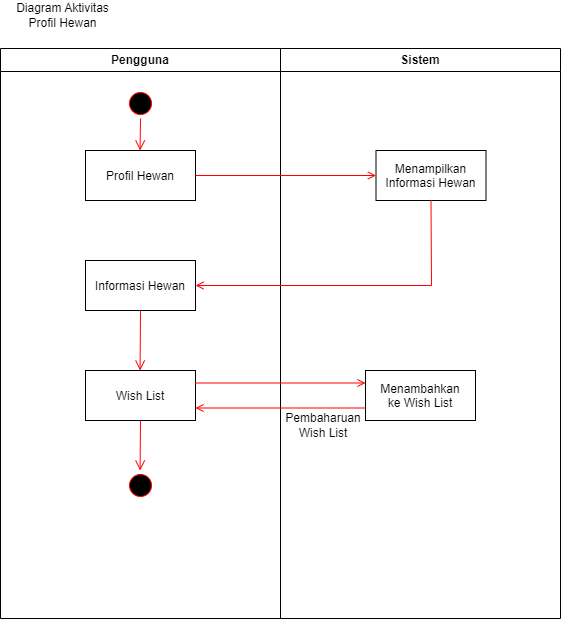 Diagram Aktivitas
Profil Hewan
Pengguna
Sistem
Profil Hewan
Menampilkan
Informasi Hewan
Informasi Hewan
Wish List
Menambahkan
ke Wish List
Pembaharuan
Wish List